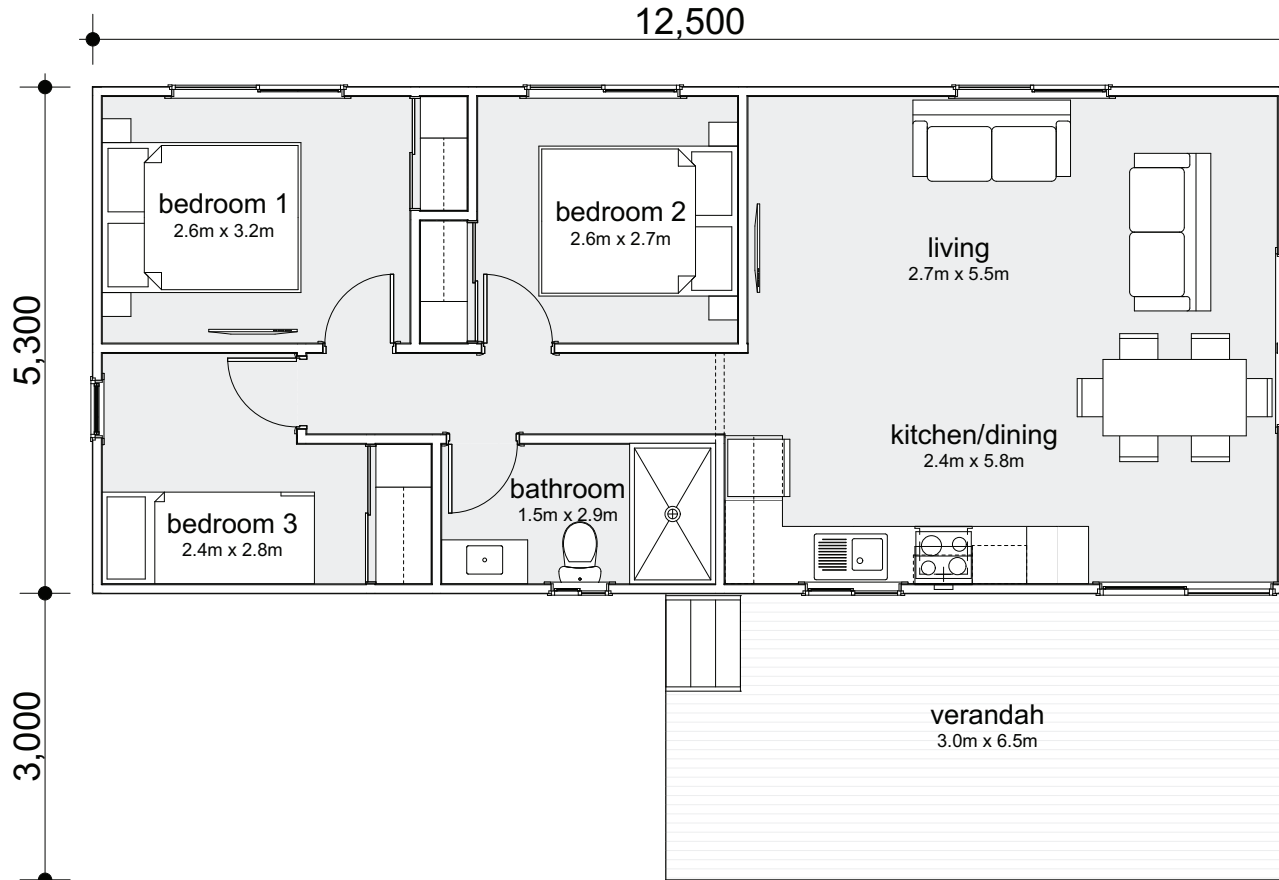 12,500
5,300
3,000
bedroom 1
2.6m x 3.2m
bedroom 2
2.6m x 2.7m
living
2.7m x 5.5m
kitchen/dining
2.4m x 5.8m
bedroom 3
2.4m x 2.8m
bathroom
1.5m x 2.9m
verandah
3.0m x 6.5m